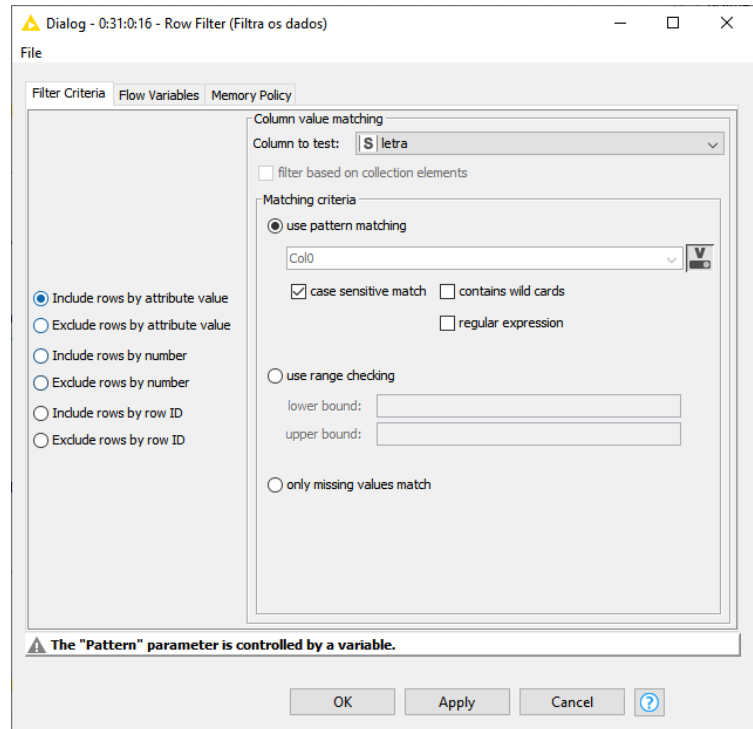 Dialog - 0:31:0:16 - Row Filter (Filtra os dados)
File
Filter Criteria Flow Variables Memory Policy
Column value matching
Column to test: S letra
filter based on collection elements
Matching criteria
use pattern matching
Col0 V
case sensitive match contains wild cards
regular expression
Include rows by attribute value
Exclude rows by attribute value
Include rows by number
Exclude rows by number
Include rows by row ID
Exclude rows by row ID
use range checking
lower bound:
upper bound:
only missing values match
The "Pattern" parameter is controlled by a variable.
OK Apply Cancel ?